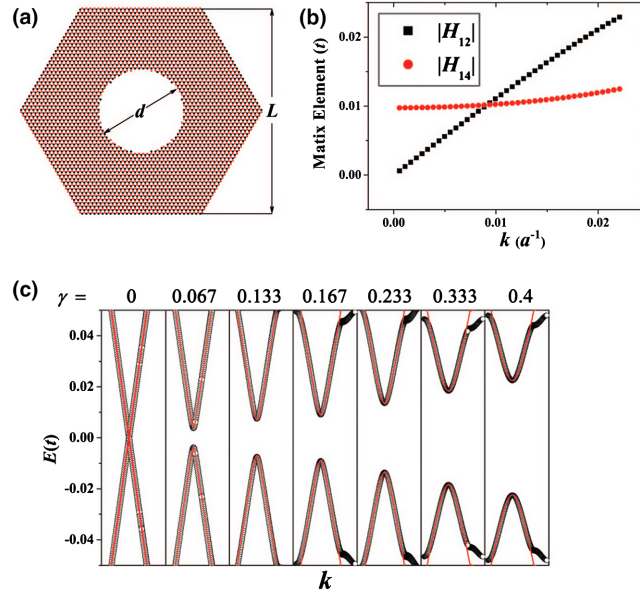 (a)
d
L
(b)
Matix Element (t)
0.02
0.01
0.00
|H12|
|H14|
0.00
0.01
0.02
k (a⁻¹)
(c)
γ = 0 0.067 0.133 0.167 0.233 0.333 0.4
E(t)
0.04
0.02
0.00
-0.02
-0.04
k